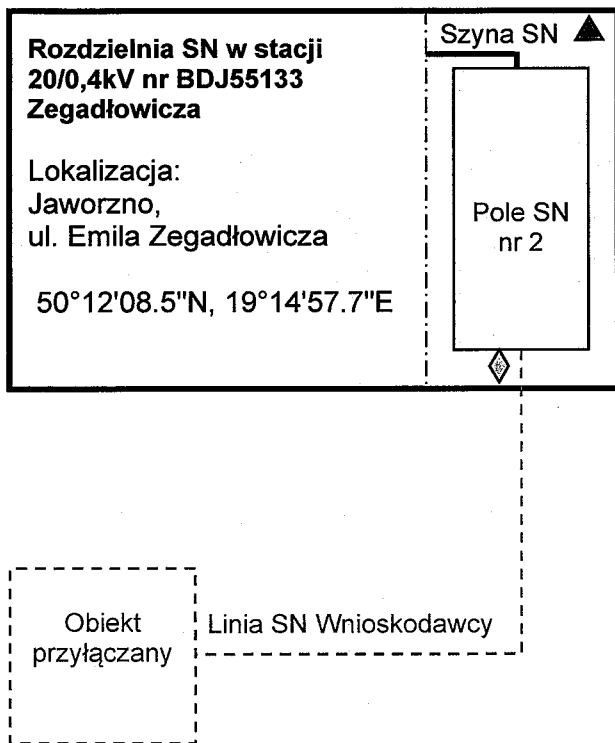 Rozdzielnia SN w stacji
20/0,4kV nr BDJ55133
Zegadłowicza
Lokalizacja:
Jaworzno,
ul. Emila Zegadłowicza
50°12'08.5"N, 19°14'57.7"E
Szyna SN
Pole SN
nr 2
Obiekt
przyłączany
Linia SN Wnioskodawcy